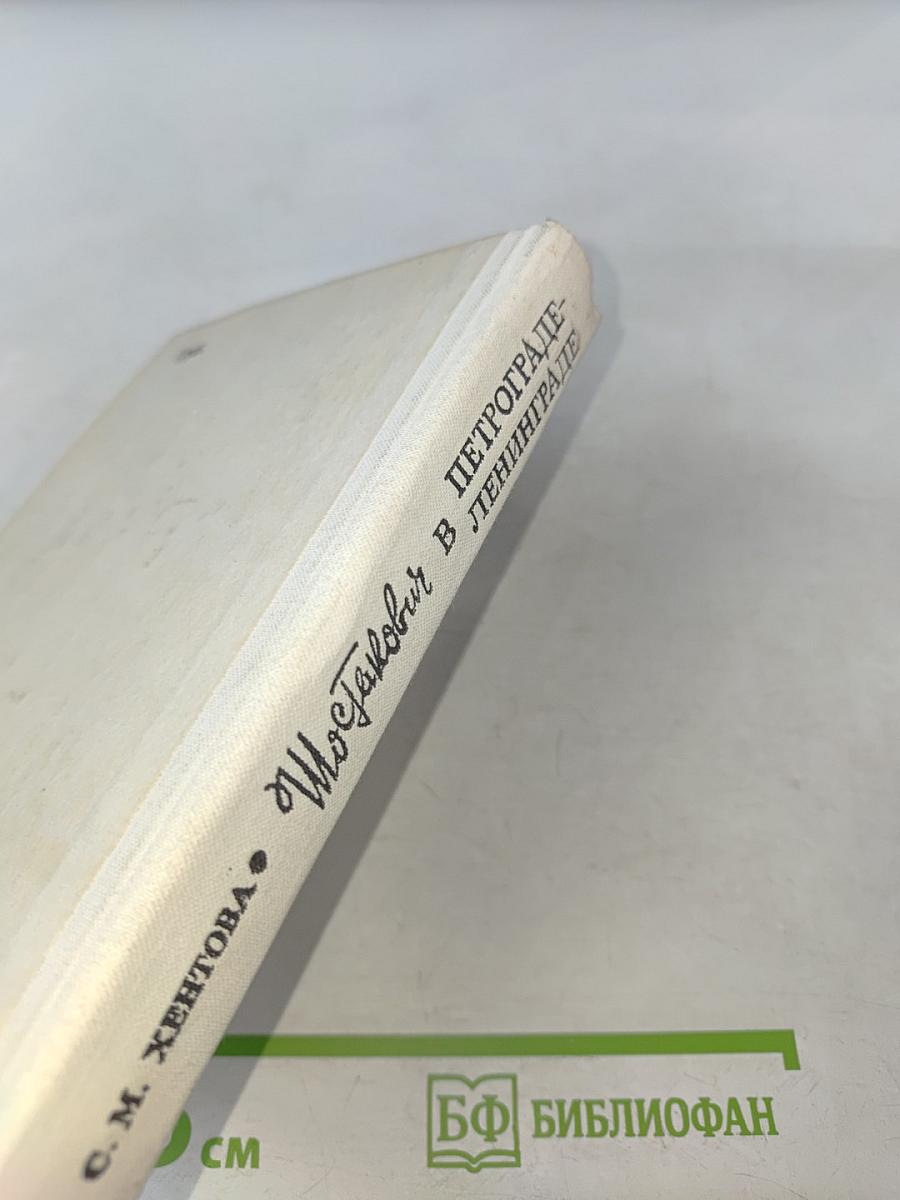 С. М. ХЕНТОВА • Шостакович В ПЕТРОГРАДЕ-
ЛЕНИНГРАДЕ
см
БФ БИБЛИОФАН